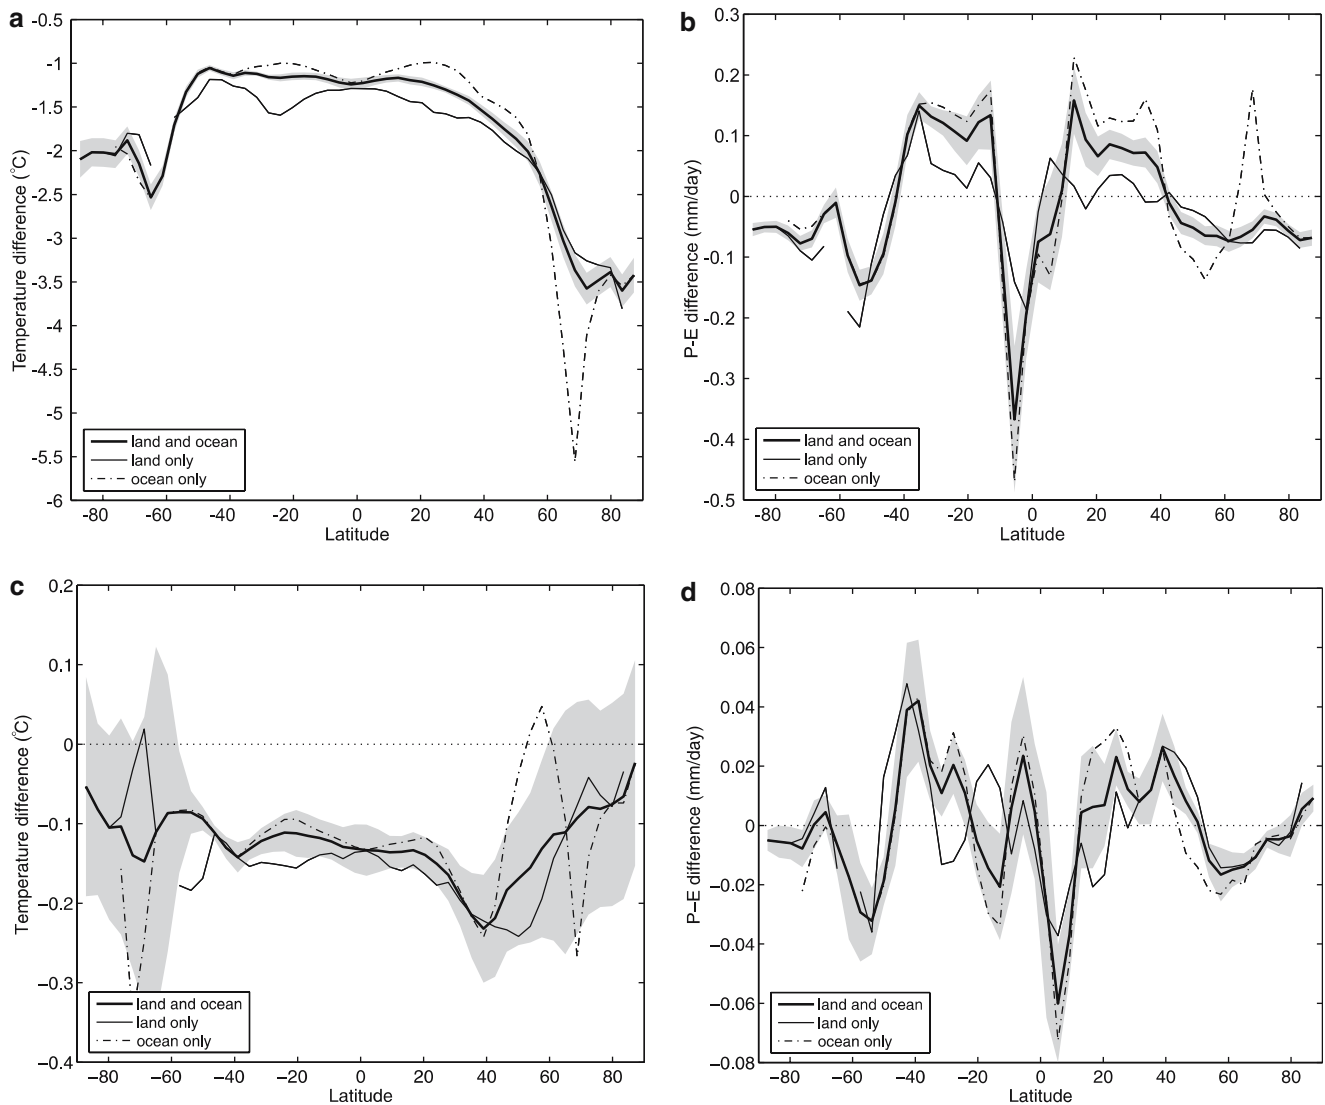 a
-0.5
-1
-1.5
-2
-2.5
-3
-3.5
-4
-4.5
-5
-5.5
-6
Temperature difference (°C)
land and ocean
land only
ocean only
-80 -60 -40 -20 0 20 40 60 80
Latitude
b
0.3
0.2
0.1
0
-0.1
-0.2
-0.3
-0.4
-0.5
P-E difference (mm/day)
land and ocean
land only
ocean only
-80 -60 -40 -20 0 20 40 60 80
Latitude
c
0.2
0.1
0
−0.1
−0.2
−0.3
−0.4
Temperature difference (°C)
land and ocean
land only
ocean only
−80 −60 −40 −20 0 20 40 60 80
Latitude
d
0.08
0.06
0.04
0.02
0
−0.02
−0.04
−0.06
−0.08
P−E difference (mm/day)
land and ocean
land only
ocean only
−80 −60 −40 −20 0 20 40 60 80
Latitude